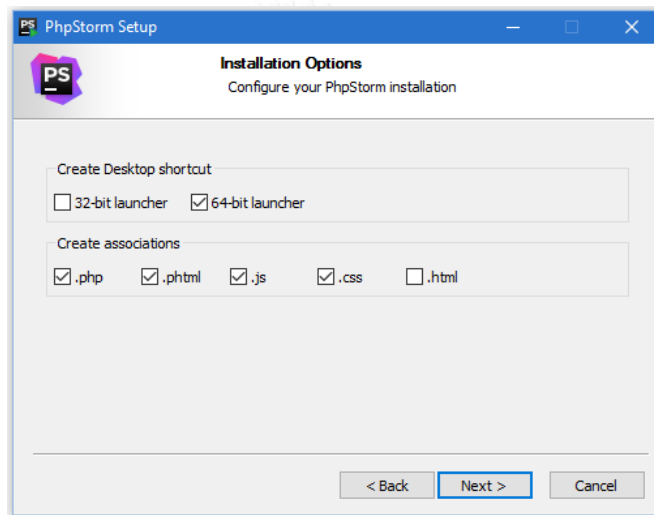 PS PhpStorm Setup
PS
Installation Options
Configure your PhpStorm installation
Create Desktop shortcut
32-bit launcher 64-bit launcher
Create associations
.php .phtml .js .css .html
< Back Next > Cancel